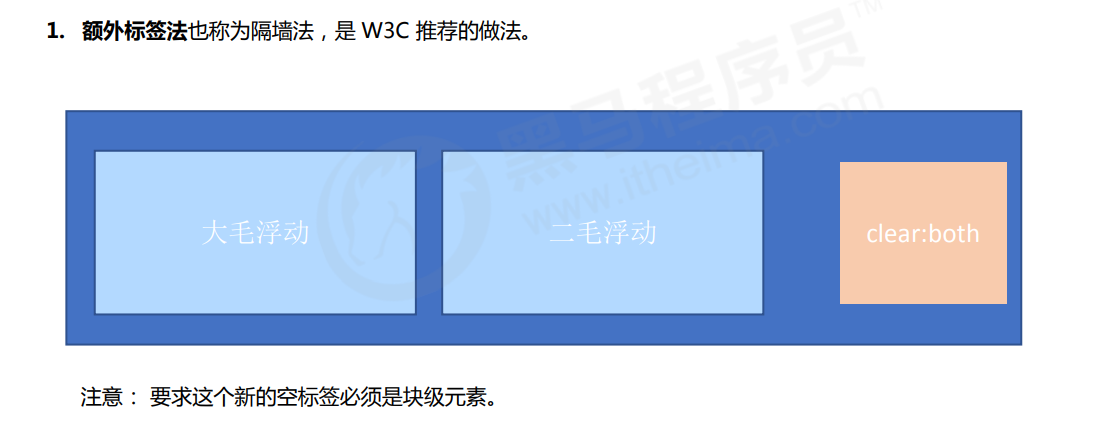 1. 额外标签法也称为隔墙法，是 W3C 推荐的做法。
黑马程序员™
www.itheima.com
大毛浮动
二毛浮动
clear:both
注意： 要求这个新的空标签必须是块级元素。